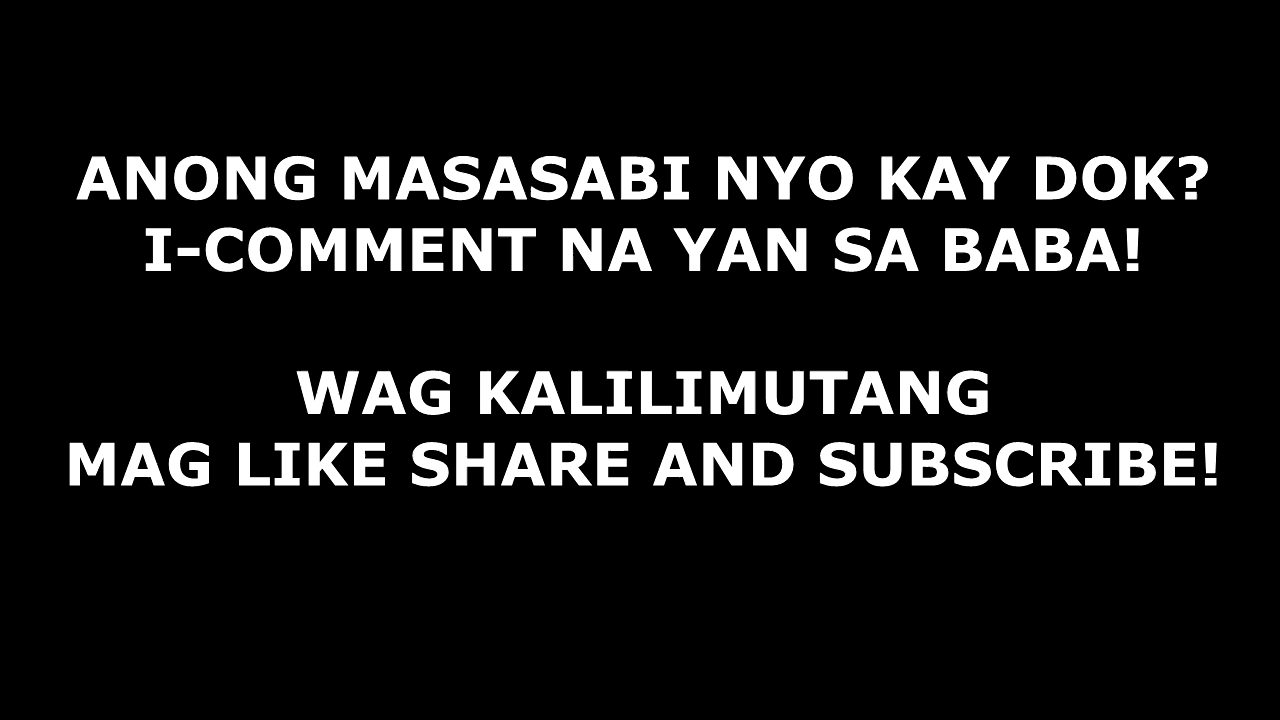 ANONG MASASABI NYO KAY DOK?
I-COMMENT NA YAN SA BABA!
WAG KALILIMUTANG
MAG LIKE SHARE AND SUBSCRIBE!